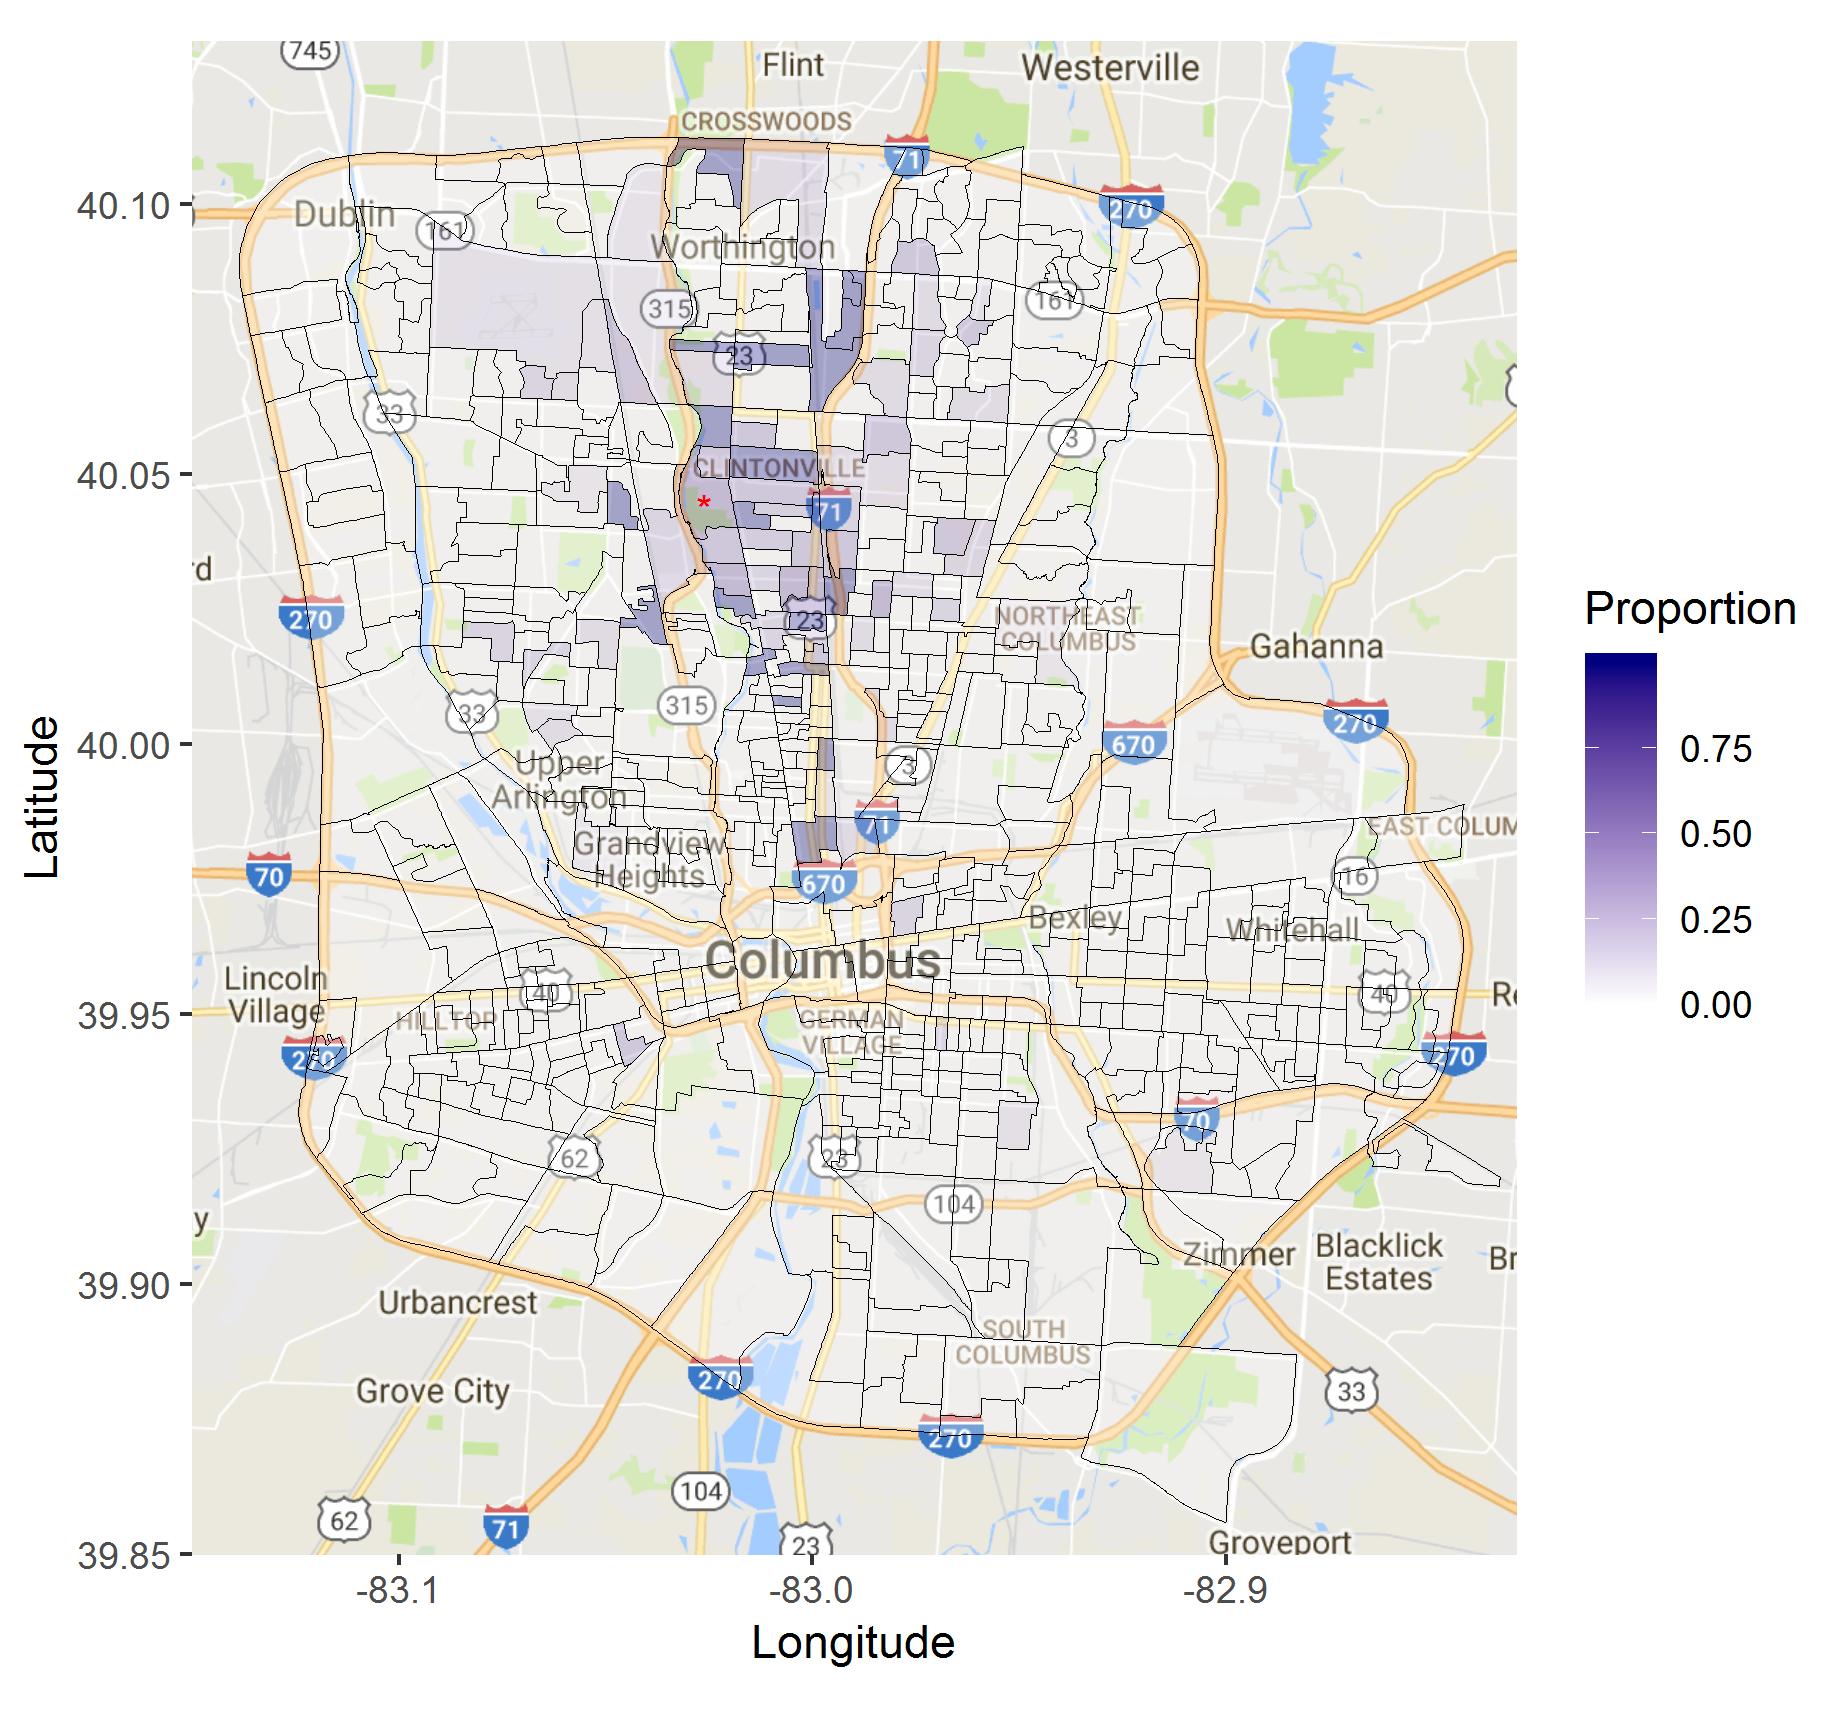 745
Flint
Westerville
CROSSWOODS
71
40.10
Dublin
161
270
Worthington
315
161
23
33
3
40.05
CLINTONVILLE
*
71
rd
270
23
NORTHEAST
COLUMBUS
Gahanna
Proportion
33
315
270
40.00
670
0.75
Upper
Arlington
3
71
EAST COLUM
0.50
Grandview
Heights
70
670
16
0.25
Bexley
Whitehall
Columbus
Lincoln
Village
40
40
Re
0.00
39.95
HILLTOP
GERMAN
VILLAGE
270
270
70
62
23
104
y
Zimmer
Blacklick
Estates
Br
39.90
Urbancrest
SOUTH
COLUMBUS
270
Grove City
33
270
104
62
71
23
Groveport
39.85
-83.1
-83.0
-82.9
Longitude
Latitude